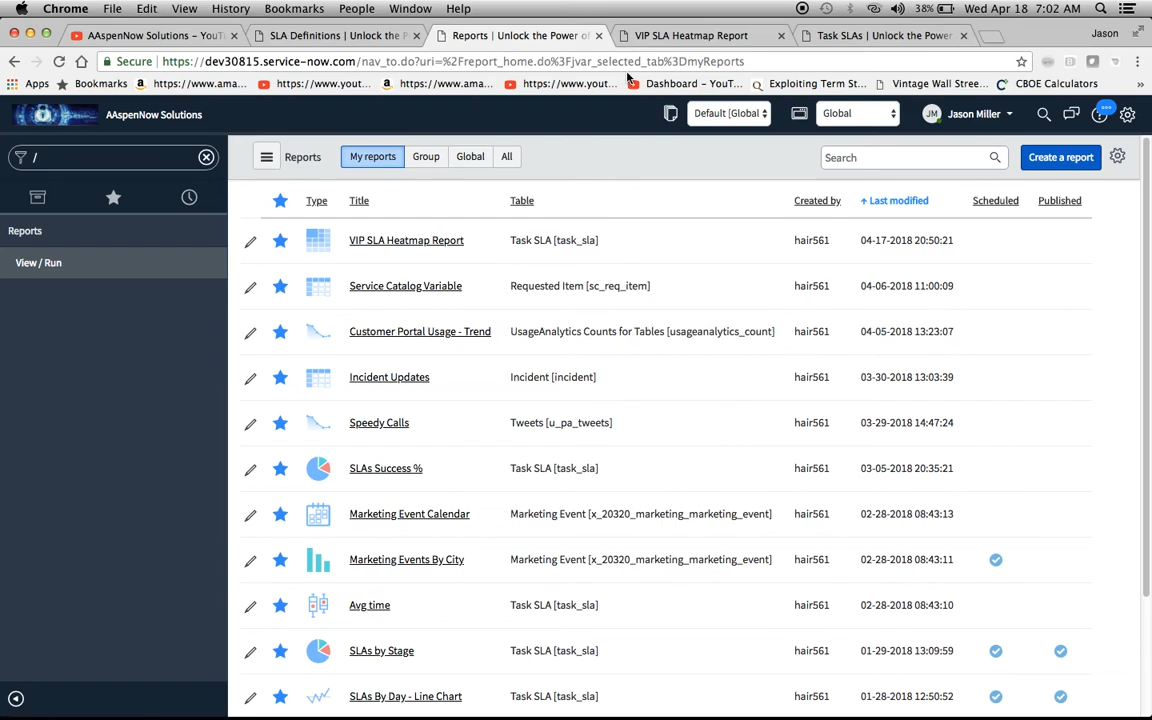 Chrome File Edit View History Bookmarks People Window Help 38% Wed Apr 18 7:02 AM
AAspenNow Solutions – YouTu SLA Definitions | Unlock the P Reports | Unlock the Power of VIP SLA Heatmap Report Task SLAs | Unlock the Power Jason
Secure https://dev30815.service-now.com/nav_to.do?uri=%2Freport_home.do%3Fjvar_selected_tab%3DmyReports
Apps Bookmarks https://www.ama... https://www.yout... https://www.ama... https://www.yout... Dashboard – YouT... Exploiting Term St... Vintage Wall Street... CBOE Calculators »
AAspenNow Solutions Default [Global Global JM Jason Miller
/ Reports My reports Group Global All Search Create a report
Type Title Table Created by Last modified Scheduled Published
Reports
View / Run
VIP SLA Heatmap Report Task SLA [task_sla] hair561 04-17-2018 20:50:21
Service Catalog Variable Requested Item [sc_req_item] hair561 04-06-2018 11:00:09
Customer Portal Usage - Trend UsageAnalytics Counts for Tables [usageanalytics_count] hair561 04-05-2018 13:23:07
Incident Updates Incident [incident] hair561 03-30-2018 13:03:39
Speedy Calls Tweets [u_pa_tweets] hair561 03-29-2018 14:47:24
SLAs Success % Task SLA [task_sla] hair561 03-05-2018 20:35:21
Marketing Event Calendar Marketing Event [x_20320_marketing_marketing_event] hair561 02-28-2018 08:43:13
Marketing Events By City Marketing Event [x_20320_marketing_marketing_event] hair561 02-28-2018 08:43:11
Avg time Task SLA [task_sla] hair561 02-28-2018 08:43:10
SLAs by Stage Task SLA [task_sla] hair561 01-29-2018 13:09:59
SLAs By Day - Line Chart Task SLA [task_sla] hair561 01-28-2018 12:50:52